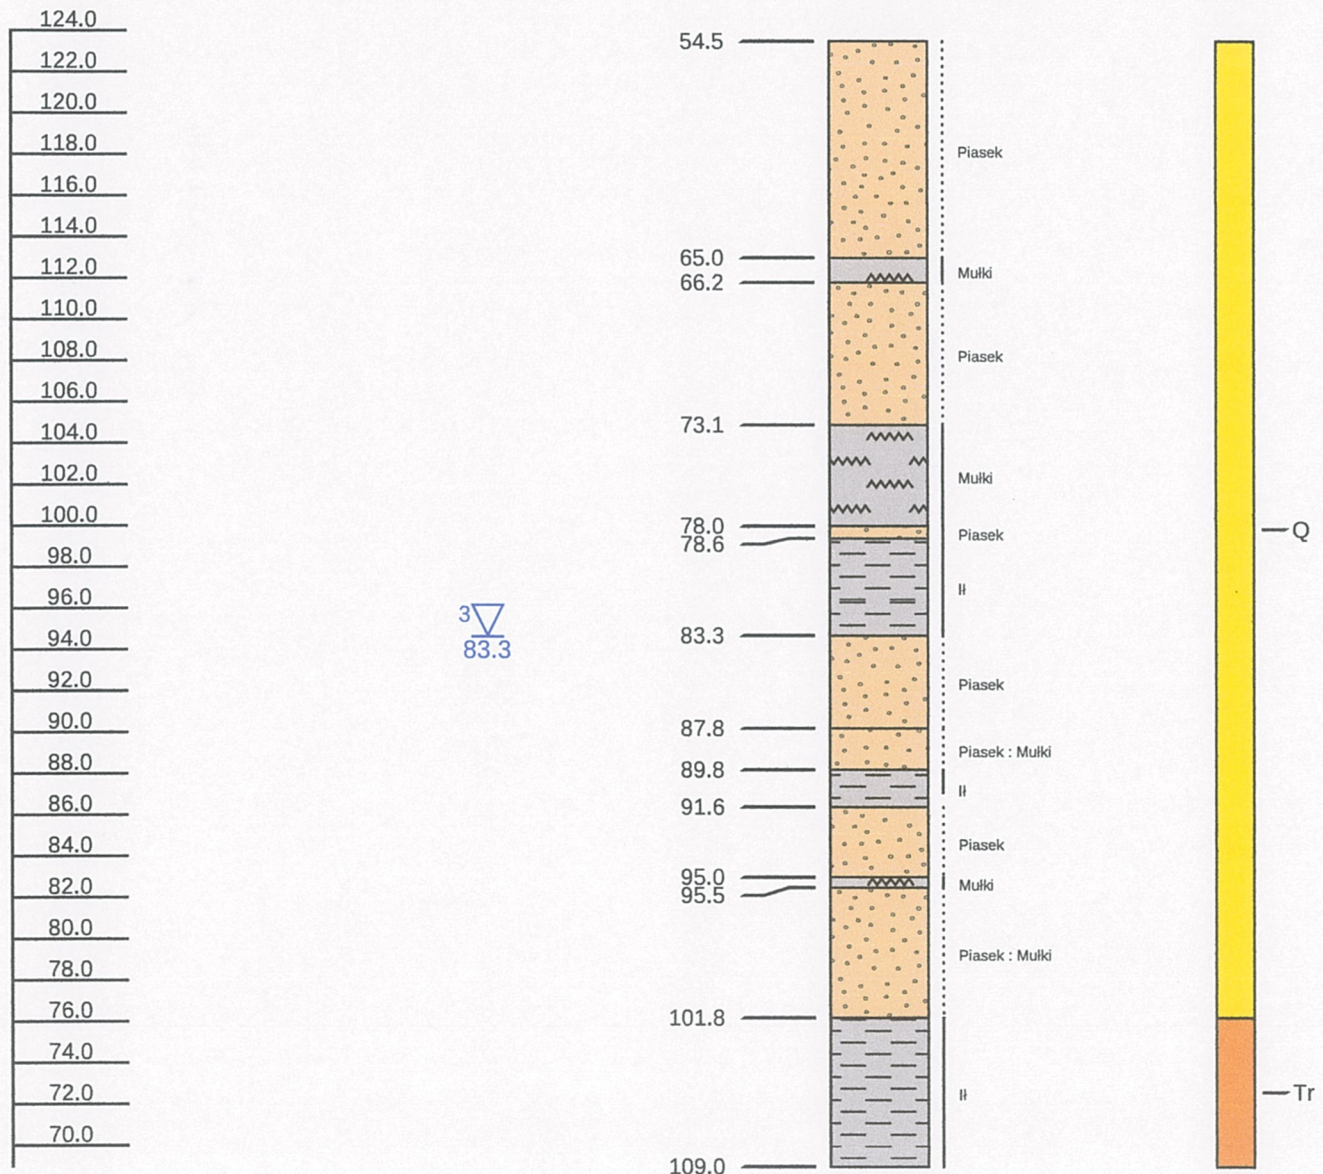 124.0
122.0
120.0
118.0
116.0
114.0
112.0
110.0
108.0
106.0
104.0
102.0
100.0
98.0
96.0
94.0
92.0
90.0
88.0
86.0
84.0
82.0
80.0
78.0
76.0
74.0
72.0
70.0
3
83.3
54.5
65.0
66.2
73.1
78.0
78.6
83.3
87.8
89.8
91.6
95.0
95.5
101.8
109.0
Piasek
Mułki
Piasek
Mułki
Piasek
Ił
Piasek
Piasek : Mułki
Ił
Piasek
Mułki
Piasek : Mułki
Ił
Q
Tr